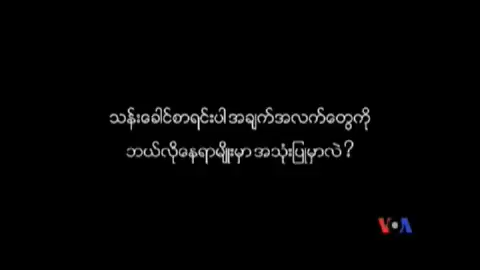 သန်းခေါင်စာရင်းပါ အချက်အလက်တွေကို
ဘယ်လိုနေရာမျိုးမှာ အသုံးပြုမှာလဲ?
VOA